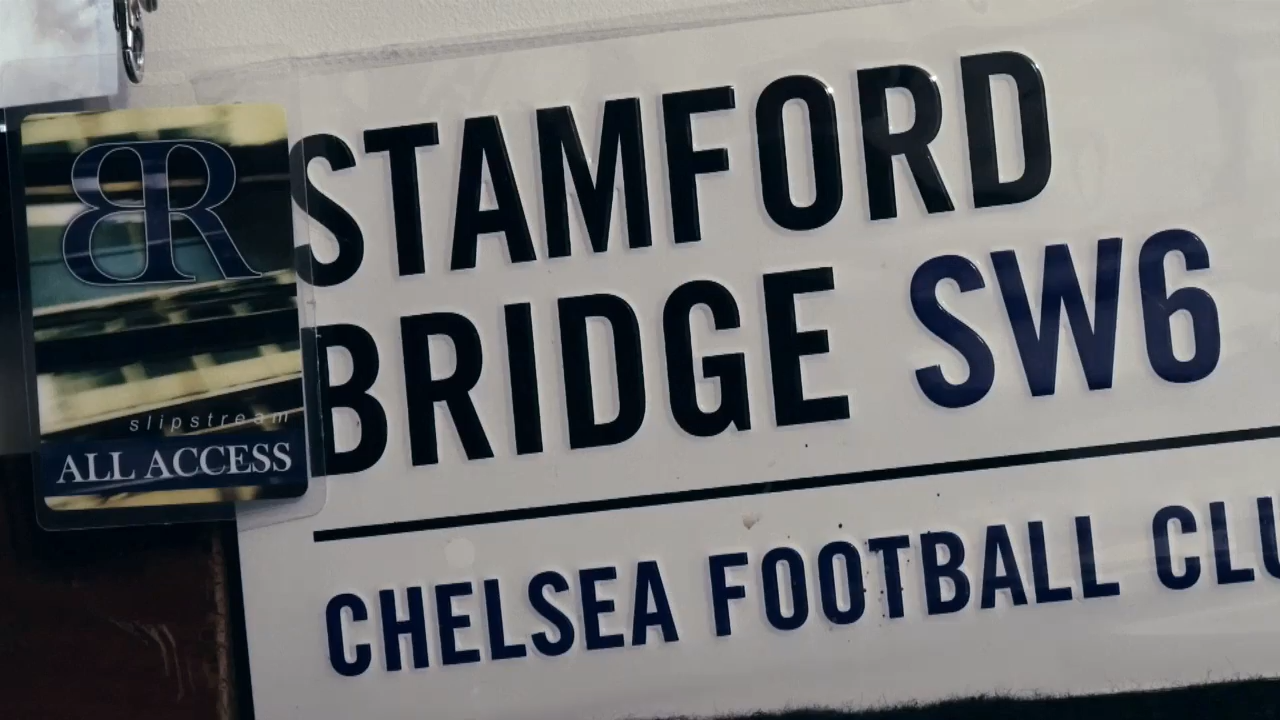 STAMFORD
BRIDGE SW6
CHELSEA FOOTBALL CLU
BR
slipstream
ALL ACCESS